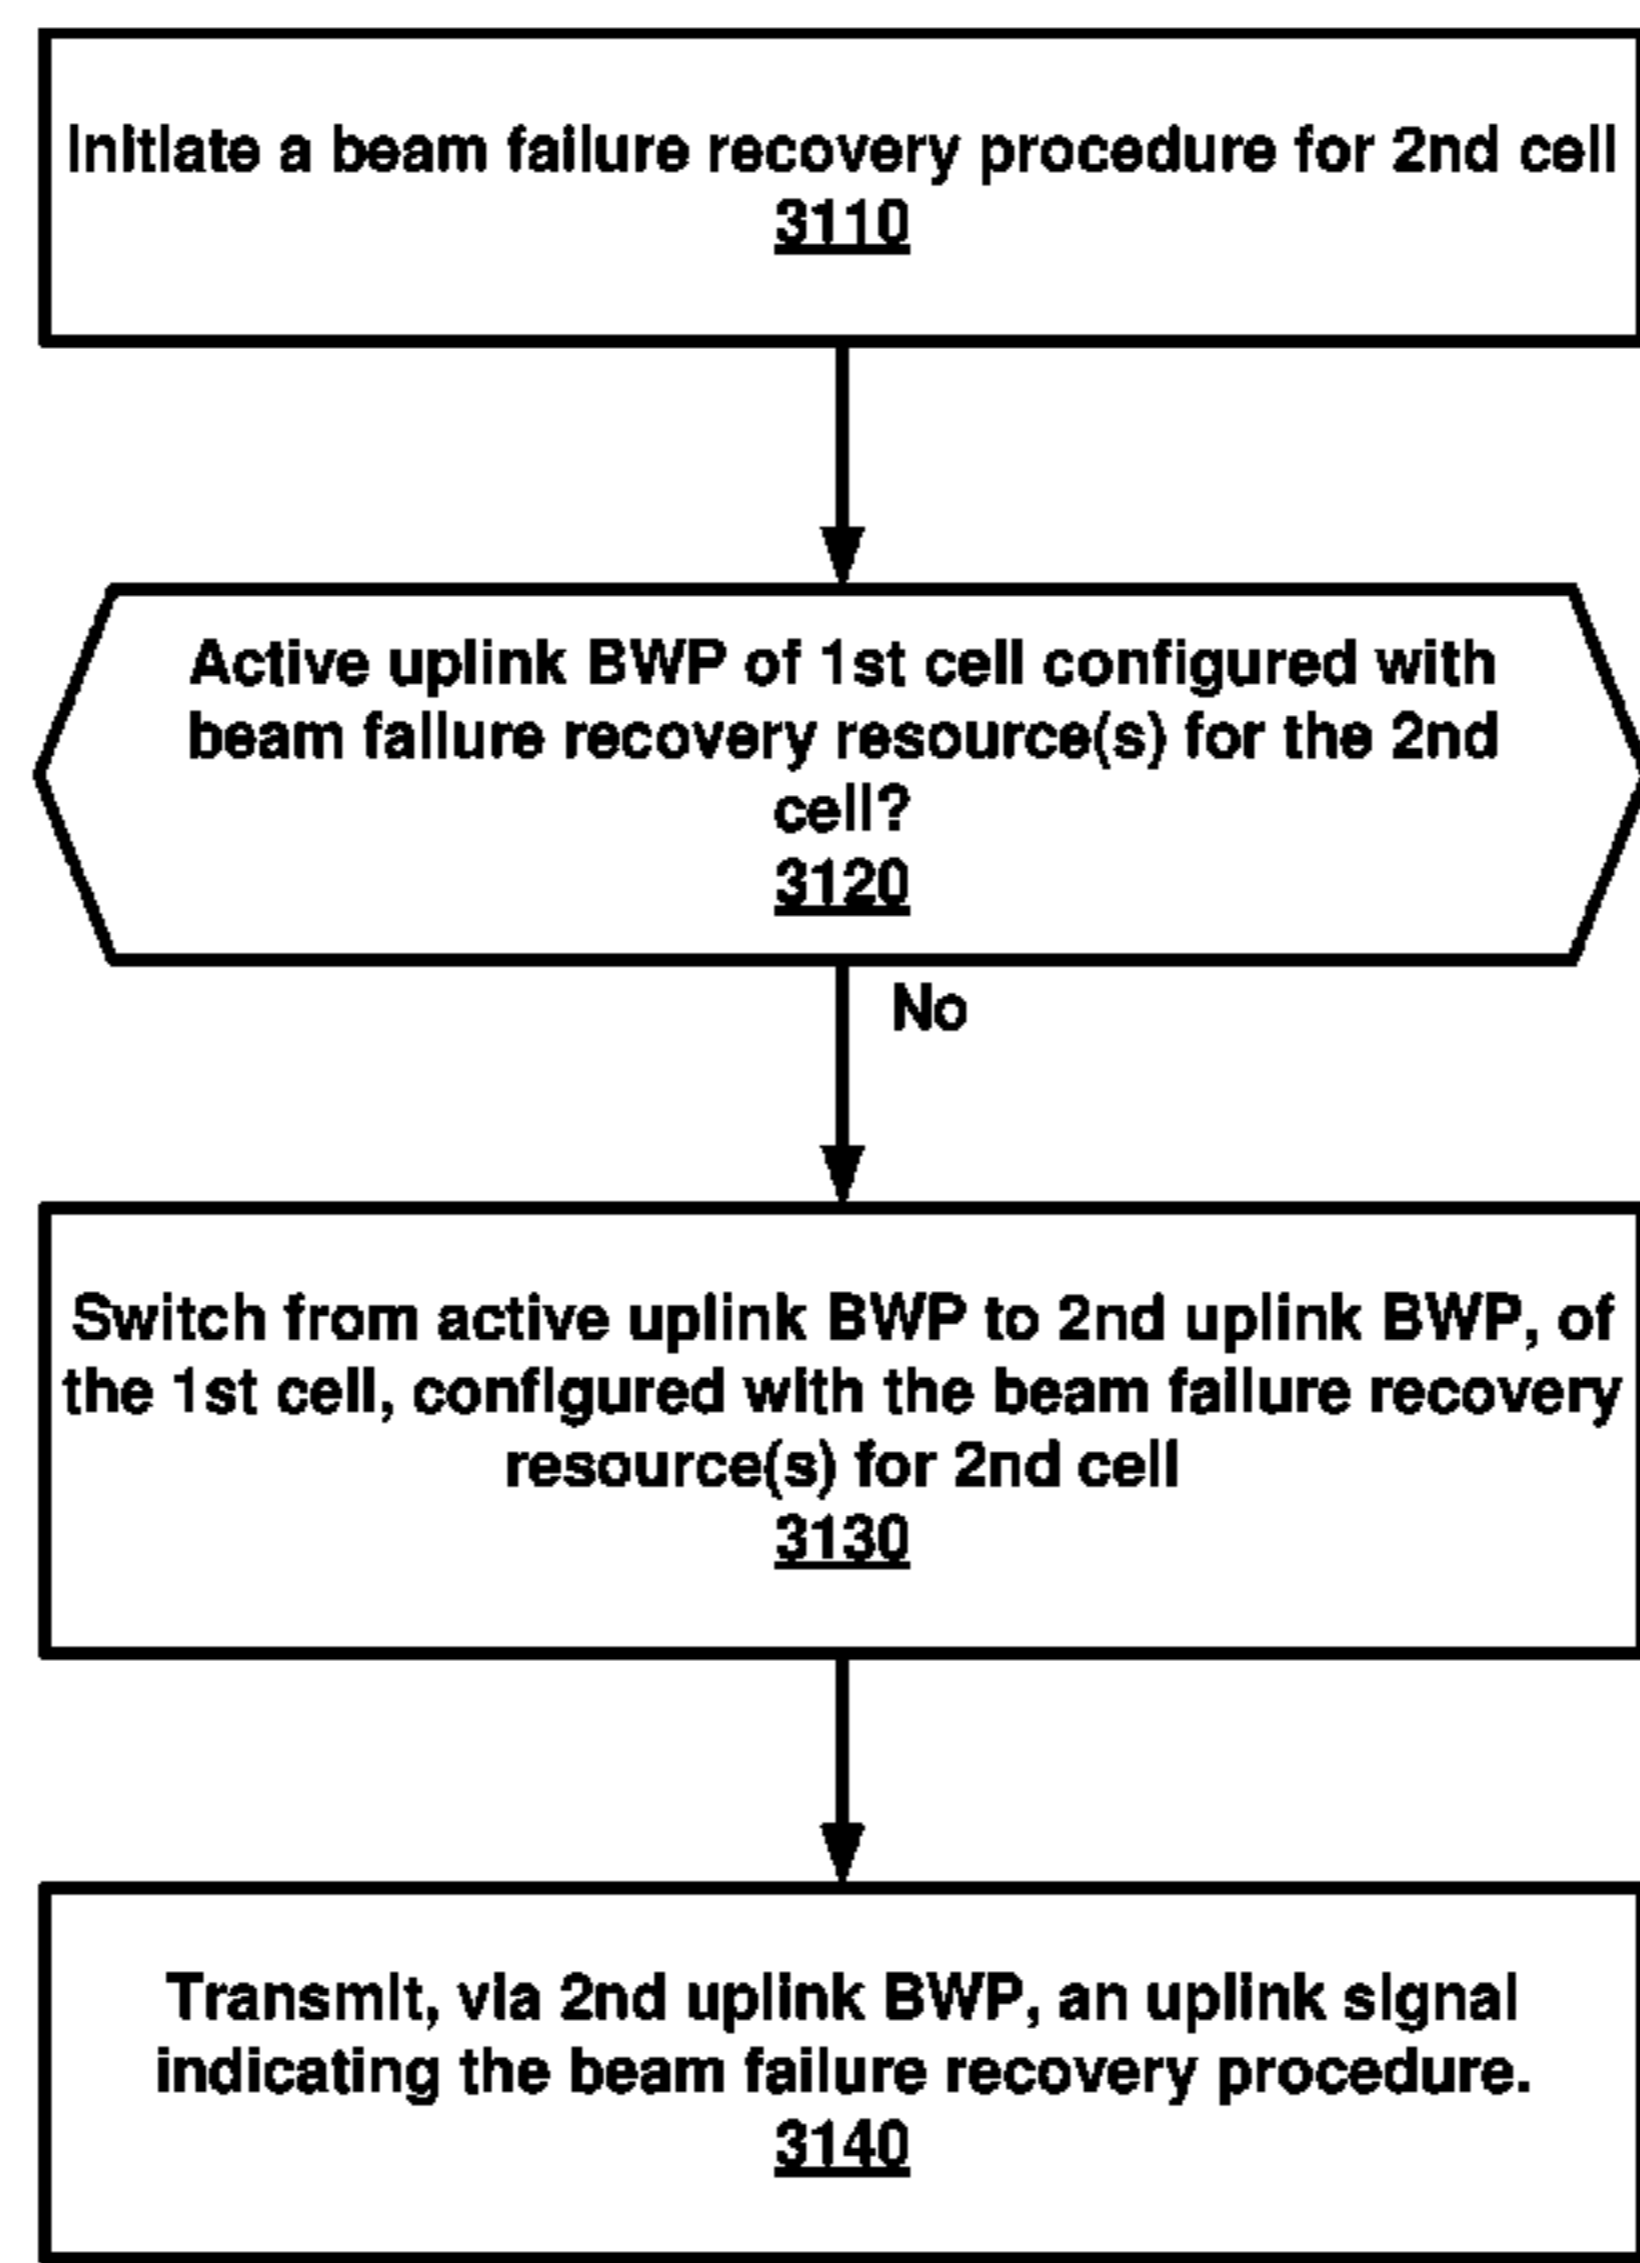 Initiate a beam failure recovery procedure for 2nd cell
3110
Active uplink BWP of 1st cell configured with
beam failure recovery resource(s) for the 2nd
cell?
3120
No
Switch from active uplink BWP to 2nd uplink BWP, of
the 1st cell, configured with the beam failure recovery
resource(s) for 2nd cell
3130
Transmit, via 2nd uplink BWP, an uplink signal
indicating the beam failure recovery procedure.
3140